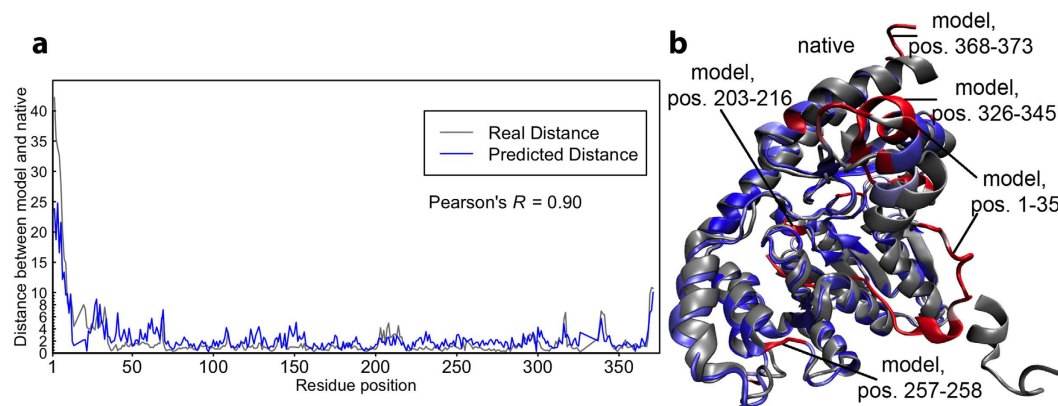 a
Distance between model and native
40
35
30
25
20
15
10
8
6
4
2
0
1
50
100
150
200
250
300
350
Residue position
Real Distance
Predicted Distance
Pearson's R = 0.90
b
native
model,
pos. 368-373
model,
pos. 203-216
model,
pos. 326-345
model,
pos. 1-35
model,
pos. 257-258